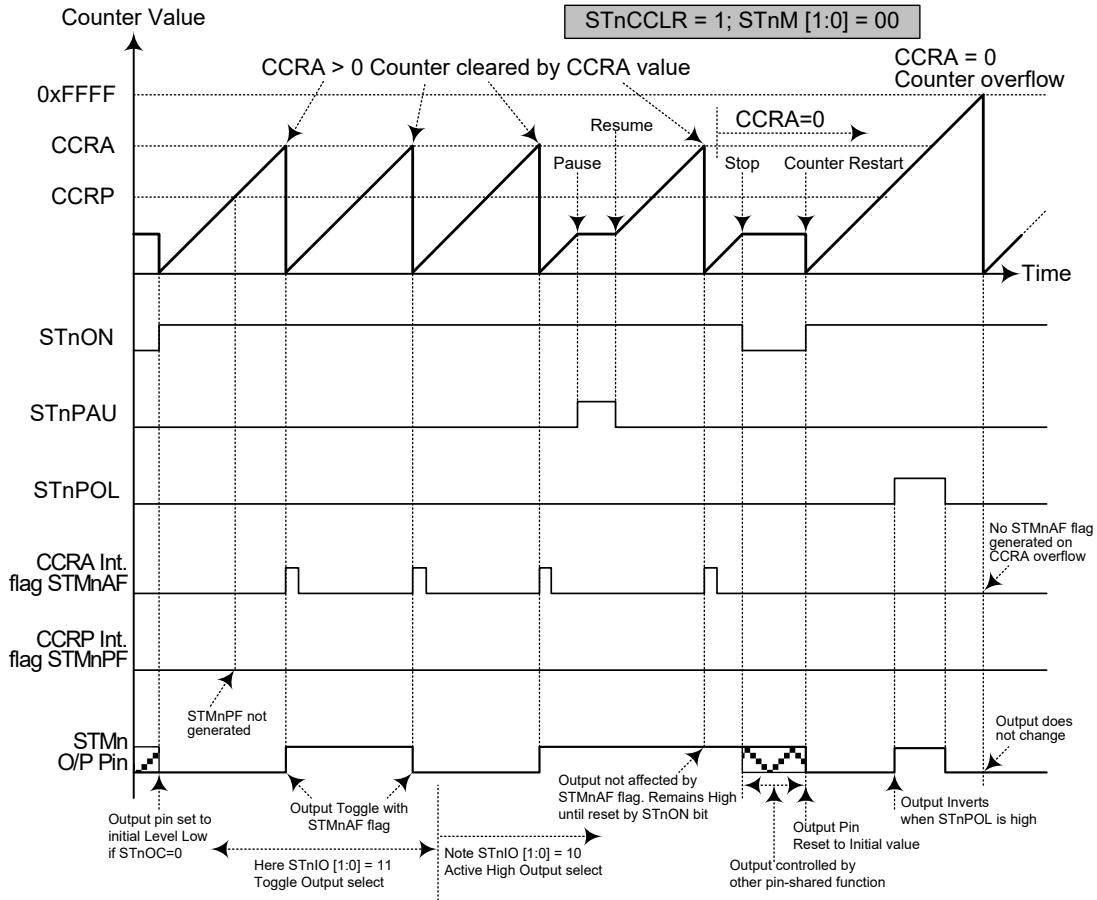 Counter Value
STnCCLR = 1; STnM [1:0] = 00
CCRA > 0 Counter cleared by CCRA value
CCRA = 0
Counter overflow
0xFFFF
CCRA=0
Resume
CCRA
Pause
Stop
Counter Restart
CCRP
Time
STnON
STnPAU
STnPOL
No STMnAF flag
generated on
CCRA overflow
CCRA Int.
flag STMnAF
CCRP Int.
flag STMnPF
STMnPF not
generated
STMn
O/P Pin
Output does
not change
Output not affected by
STMnAF flag. Remains High
until reset by STnON bit
Output Toggle with
STMnAF flag
Output pin set to
initial Level Low
if STnOC=0
Output Inverts
when STnPOL is high
Output Pin
Reset to Initial value
Here STnIO [1:0] = 11
Toggle Output select
Note STnIO [1:0] = 10
Active High Output select
Output controlled by
other pin-shared function